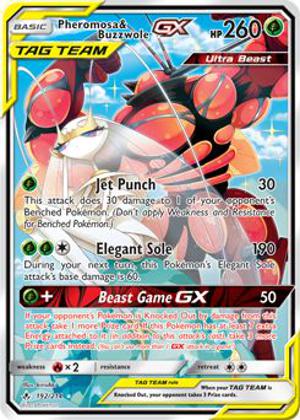 BASIC
Pheromosa&
Buzzwole GX
HP 260
TAG TEAM
Ultra Beast
Jet Punch 30
This attack does 30 damage to 1 of your opponent's
Benched Pokémon. (Don't apply Weakness and Resistance
for Benched Pokémon.)
Elegant Sole 190
During your next turn, this Pokémon's Elegant Sole
attack's base damage is 60.
+ Beast Game GX 50
If your opponent's Pokémon is Knocked Out by damage from this
attack, take 1 more Prize card. If this Pokémon has at least 7 extra
Energy attached to it (in addition to this attack's cost), take 3 more
Prize cards instead. (You can't use more than 1 GX attack in a game.)
weakness ×2 resistance retreat
TAG TEAM rule
When your TAG TEAM is
Knocked Out, your opponent takes 3 Prize cards.
192/214